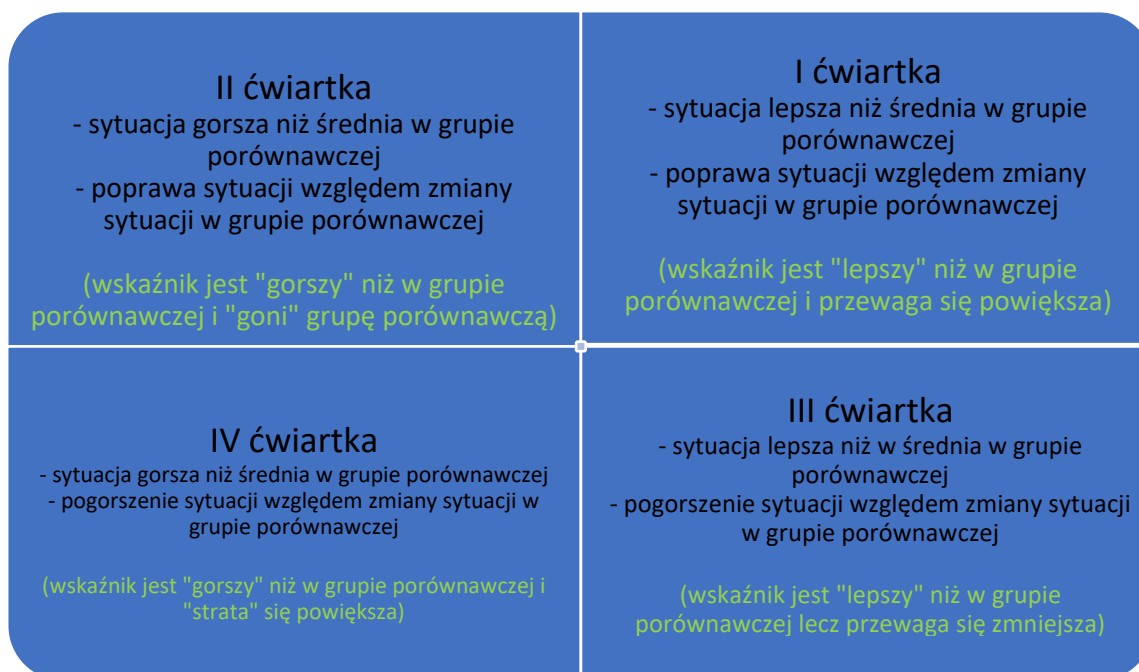 II ćwiartka
- sytuacja gorsza niż średnia w grupie
porównawczej
- poprawa sytuacji względem zmiany
sytuacji w grupie porównawczej
(wskaźnik jest "gorszy" niż w grupie
porównawczej i "goni" grupę porównawczą)
I ćwiartka
- sytuacja lepsza niż średnia w grupie
porównawczej
- poprawa sytuacji względem zmiany
sytuacji w grupie porównawczej
(wskaźnik jest "lepszy" niż w grupie
porównawczej i przewaga się powiększa)
IV ćwiartka
- sytuacja gorsza niż średnia w grupie porównawczej
- pogorszenie sytuacji względem zmiany sytuacji w
grupie porównawczej
(wskaźnik jest "gorszy" niż w grupie porównawczej i
"strata" się powiększa)
III ćwiartka
- sytuacja lepsza niż w średnia w grupie
porównawczej
- pogorszenie sytuacji względem zmiany sytuacji
w grupie porównawczej
(wskaźnik jest "lepszy" niż w grupie
porównawczej lecz przewaga się zmniejsza)